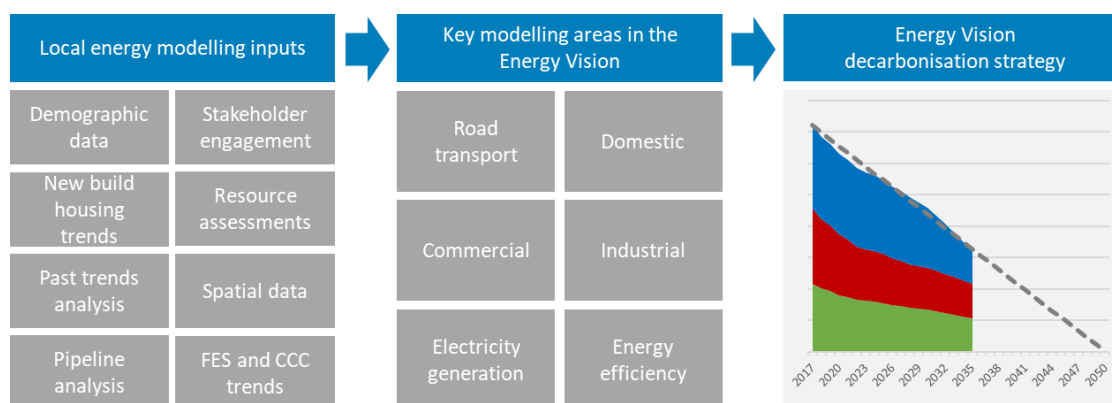 Local energy modelling inputs
Key modelling areas in the
Energy Vision
Energy Vision
decarbonisation strategy
Demographic
data
Stakeholder
engagement
New build
housing
trends
Resource
assessments
Past trends
analysis
Spatial data
Pipeline
analysis
FES and CCC
trends
Road
transport
Domestic
Commercial
Industrial
Electricity
generation
Energy
efficiency
2017
2020
2023
2026
2029
2032
2035
2038
2041
2044
2047
2050